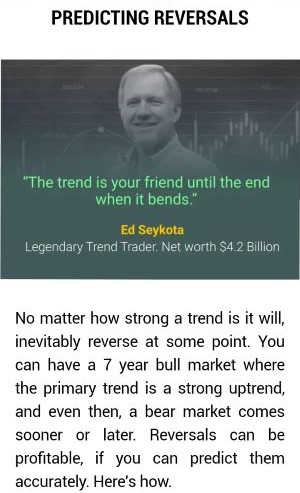 PREDICTING REVERSALS
“The trend is your friend until the end
when it bends.”
Ed Seykota
Legendary Trend Trader. Net worth $4.2 Billion
No matter how strong a trend is it will,
inevitably reverse at some point. You
can have a 7 year bull market where
the primary trend is a strong uptrend,
and even then, a bear market comes
sooner or later. Reversals can be
profitable, if you can predict them
accurately. Here's how.